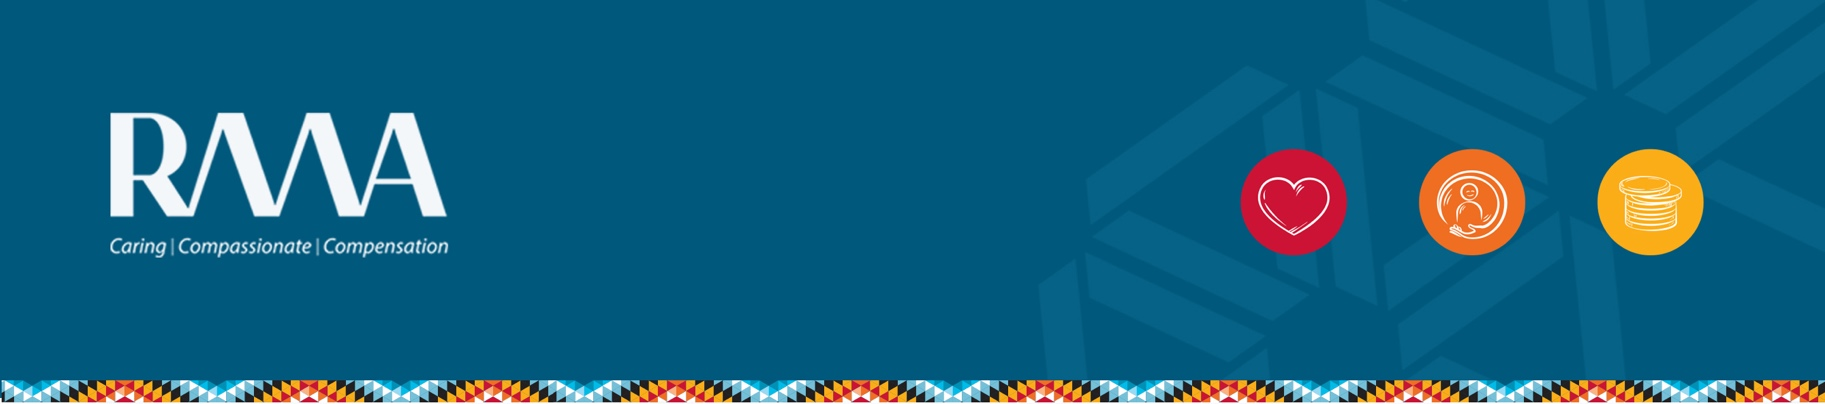 RMA
Caring | Compassionate | Compensation